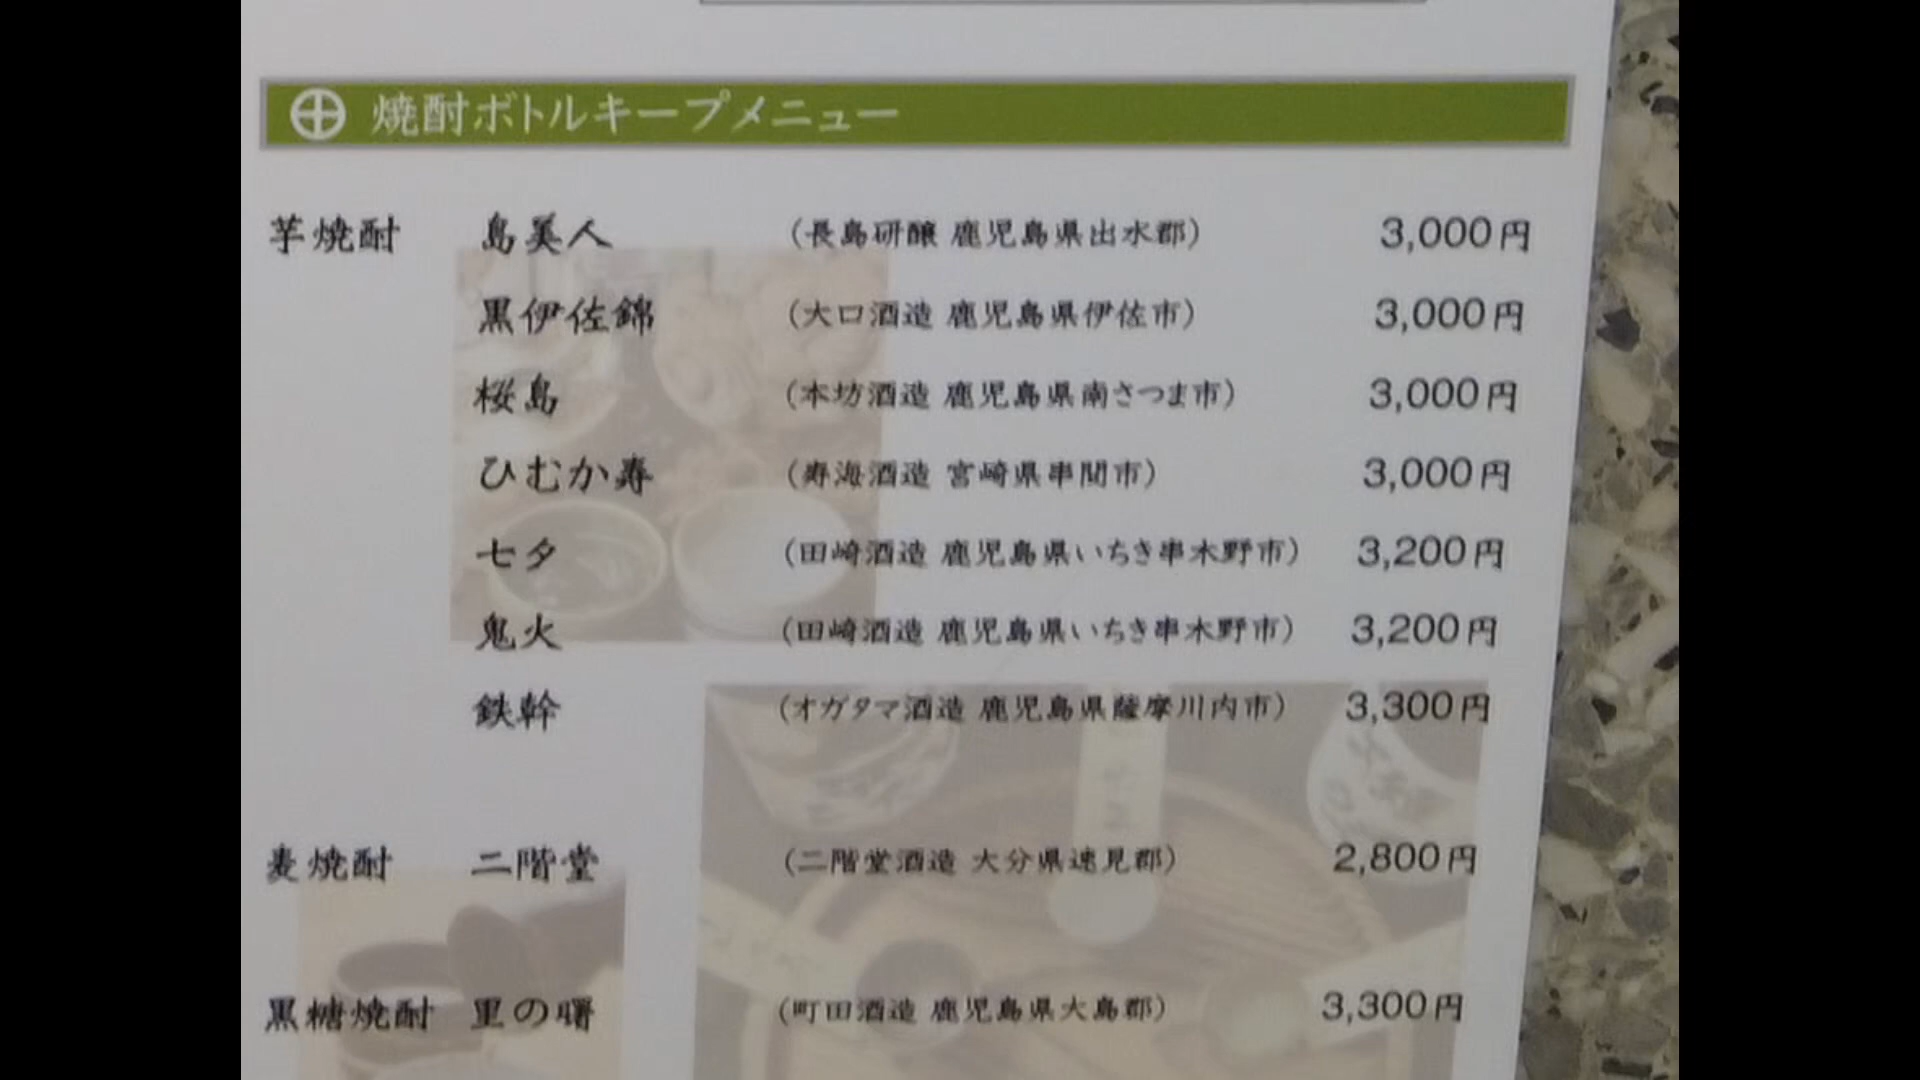 焼酎ボトルキープメニュー
芋焼酎 島美人 (長島研醸 鹿児島県出水郡) 3,000円
黒伊佐錦 (大口酒造 鹿児島県伊佐市) 3,000円
桜島 (本坊酒造 鹿児島県南さつま市) 3,000円
ひむか寿 (寿海酒造 宮崎県串間市) 3,000円
七夕 (田崎酒造 鹿児島県いちき串木野市) 3,200円
鬼火 (田崎酒造 鹿児島県いちき串木野市) 3,200円
鉄幹 (オガタマ酒造 鹿児島県薩摩川内市) 3,300円
麦焼酎 二階堂 (二階堂酒造 大分県速見郡) 2,800円
黒糖焼酎 里の曙 (町田酒造 鹿児島県大島郡) 3,300円